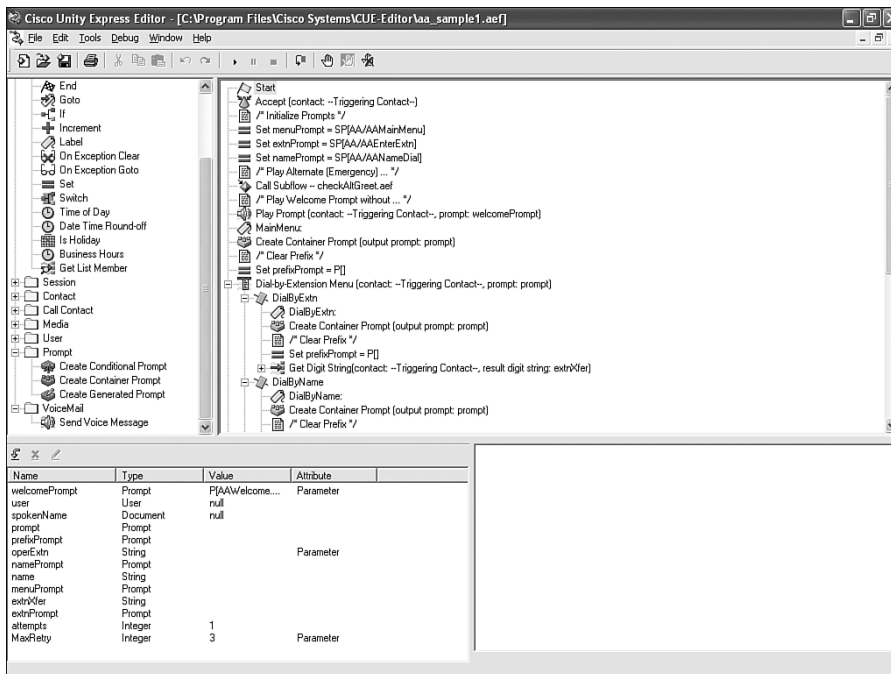 Cisco Unity Express Editor - [C:\Program Files\Cisco Systems\CUE-Editor\aa_sample1.aef]
File Edit Tools Debug Window Help
End
Goto
If
Increment
Label
On Exception Clear
On Exception Goto
Set
Switch
Time of Day
Date Time Round-off
Is Holiday
Business Hours
Get List Member
Session
Contact
Call Contact
Media
User
Prompt
Create Conditional Prompt
Create Container Prompt
Create Generated Prompt
VoiceMail
Send Voice Message
Start
Accept (contact: --Triggering Contact--)
/* Initialize Prompts */
Set menuPrompt = SP[AA/AAMainMenu]
Set extnPrompt = SP[AA/AAEnterExtn]
Set namePrompt = SP[AA/AANameDial]
/* Play Alternate (Emergency) ... */
Call Subflow -- checkAltGreet.aef
/* Play Welcome Prompt without ... */
Play Prompt (contact: --Triggering Contact--, prompt: welcomePrompt)
MainMenu:
Create Container Prompt (output prompt: prompt)
/* Clear Prefix */
Set prefixPrompt = P[]
Dial-by-Extension Menu (contact: --Triggering Contact--, prompt: prompt)
DialByExtn
DialByExtn:
Create Container Prompt (output prompt: prompt)
/* Clear Prefix */
Set prefixPrompt = P[]
Get Digit String(contact: --Triggering Contact--, result digit string: extnXfer)
DialByName
DialByName:
Create Container Prompt (output prompt: prompt)
/* Clear Prefix */
Name Type Value Attribute
welcomePrompt Prompt P[AAWelcome.... Parameter
user User null
spokenName Document null
prompt Prompt
prefixPrompt Prompt
operExtn String Parameter
namePrompt Prompt
name String
menuPrompt Prompt
extnXfer String
extnPrompt Prompt
attempts Integer 1
MaxRetry Integer 3 Parameter